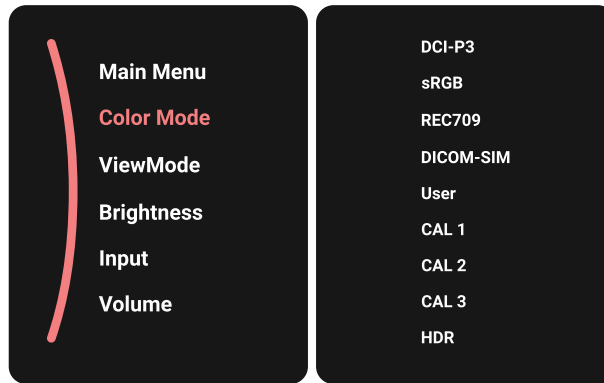 Main Menu
Color Mode
ViewMode
Brightness
Input
Volume
DCI-P3
sRGB
REC709
DICOM-SIM
User
CAL 1
CAL 2
CAL 3
HDR